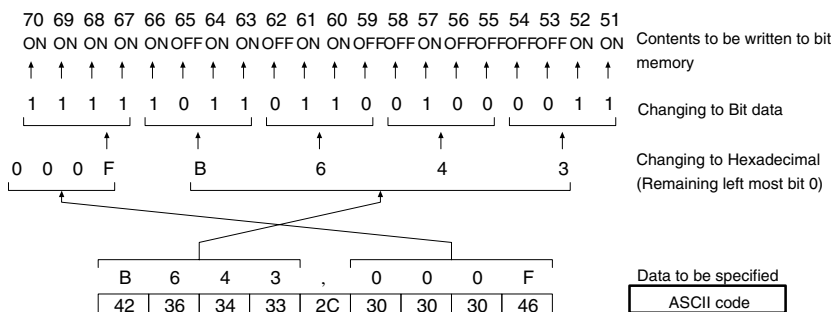 70 69 68 67 66 65 64 63 62 61 60 59 58 57 56 55 54 53 52 51
ON ON ON ON ON OFF ON ON OFF ON ON OFF OFF ON OFF OFF OFF OFF ON ON
Contents to be written to bit
memory
1 1 1 1 1 0 1 1 0 1 1 0 0 1 0 0 0 0 1 1
Changing to Bit data
0 0 0 F B 6 4 3
Changing to Hexadecimal
(Remaining left most bit 0)
B 6 4 3 , 0 0 0 F
Data to be specified
42 36 34 33 2C 30 30 30 46
ASCII code